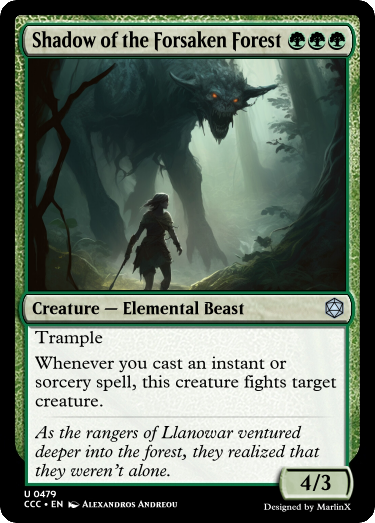 Shadow of the Forsaken Forest
Creature — Elemental Beast
Trample
Whenever you cast an instant or
sorcery spell, this creature fights target
creature.
As the rangers of Llanowar ventured
deeper into the forest, they realized that
they weren't alone.
4/3
U 0479
CCC • EN Alexandros Andreou
Designed by MarlinX